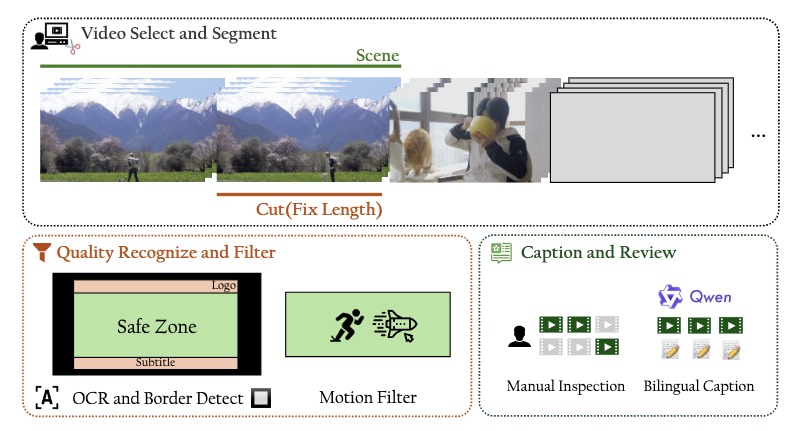 Video Select and Segment
Scene
...
Cut(Fix Length)
Quality Recognize and Filter
Logo
Safe Zone
Subtitle
A
OCR and Border Detect
Motion Filter
Caption and Review
Qwen
Manual Inspection
Bilingual Caption